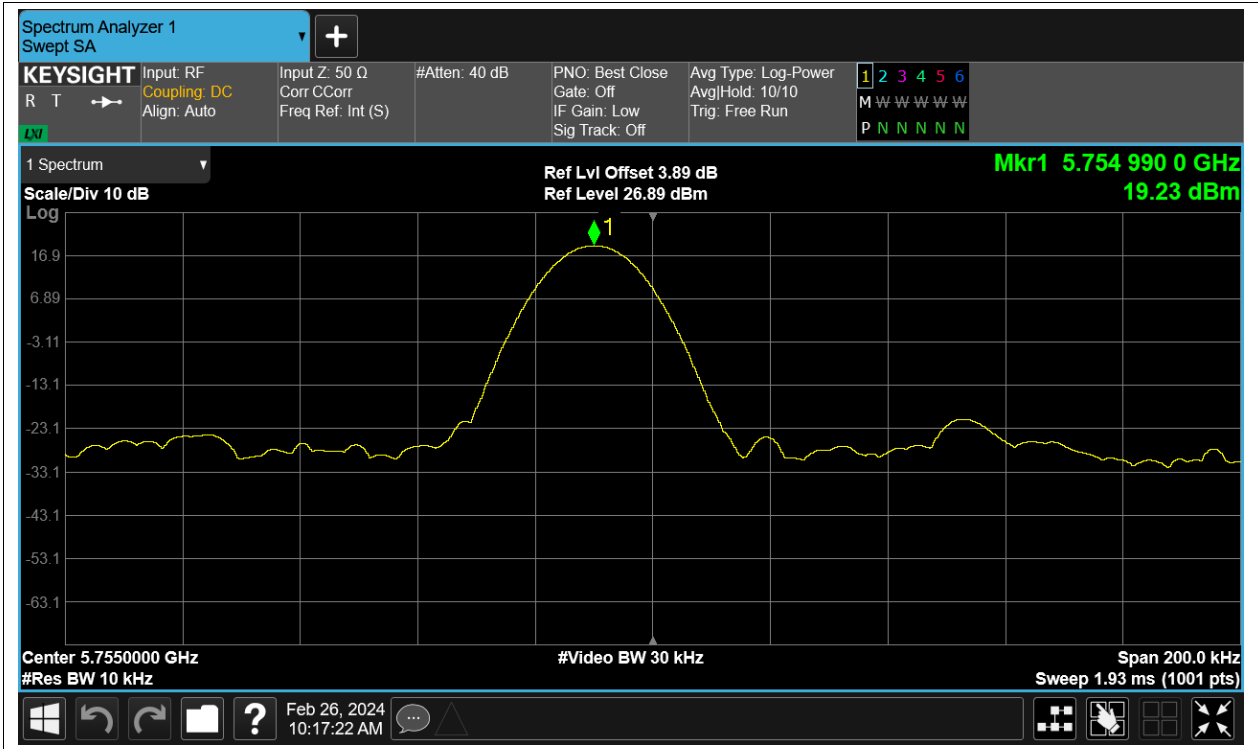 Spectrum Analyzer 1
Swept SA
KEYSIGHT
R T
LXI
Input: RF
Coupling: DC
Align: Auto
Input Z: 50 Ω
Corr CCorr
Freq Ref: Int (S)
#Atten: 40 dB
PNO: Best Close
Gate: Off
IF Gain: Low
Sig Track: Off
Avg Type: Log-Power
Avg|Hold: 10/10
Trig: Free Run
1 2 3 4 5 6
M W W W W W
P N N N N N
1 Spectrum
Scale/Div 10 dB
Log
Ref Lvl Offset 3.89 dB
Ref Level 26.89 dBm
Mkr1 5.754 990 0 GHz
19.23 dBm
1
16.9
6.89
-3.11
-13.1
-23.1
-33.1
-43.1
-53.1
-63.1
Center 5.7550000 GHz
#Res BW 10 kHz
#Video BW 30 kHz
Span 200.0 kHz
Sweep 1.93 ms (1001 pts)
?
Feb 26, 2024
10:17:22 AM